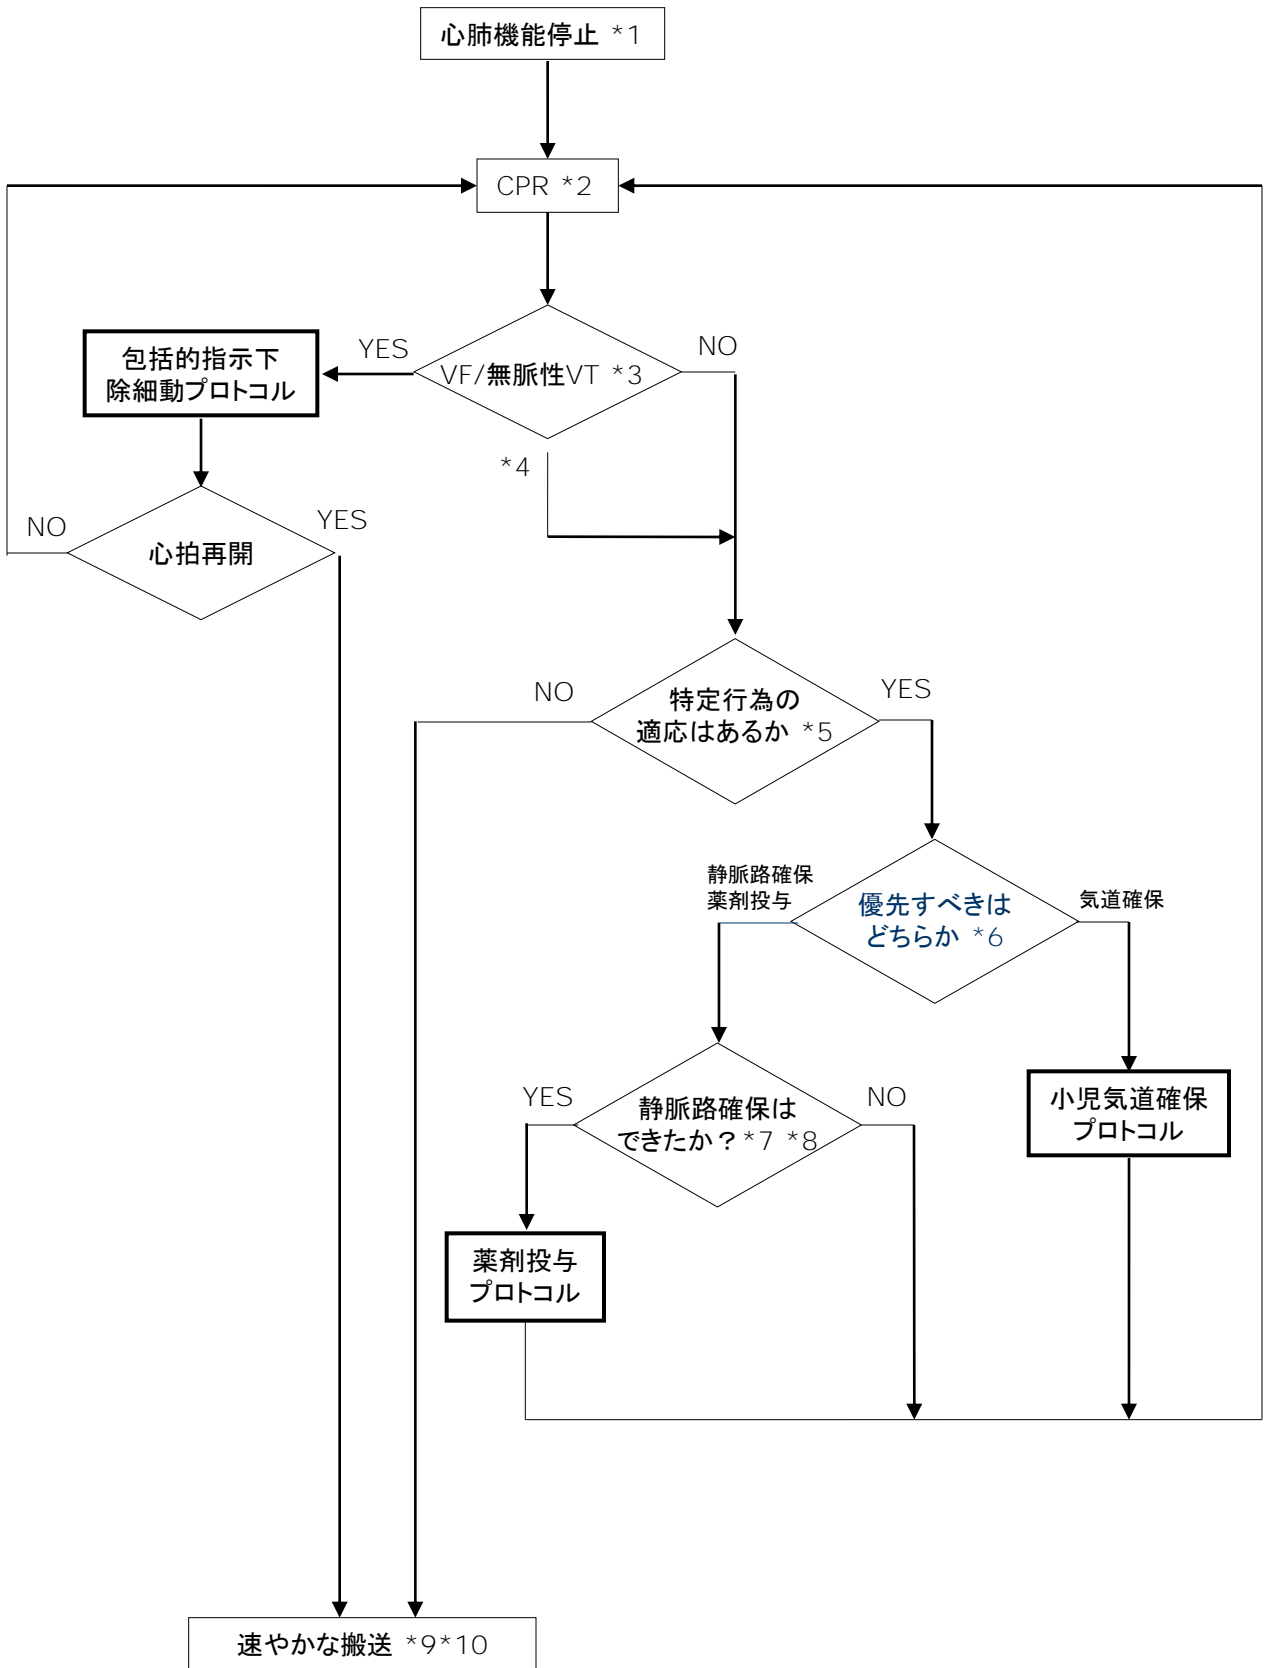 心肺機能停止 *1
CPR *2
YES
NO
包括的指示下
除細動プロトコル
VF/無脈性VT *3
*4
NO
YES
心拍再開
NO
YES
特定行為の
適応はあるか *5
静脈路確保
薬剤投与
気道確保
優先すべきは
どちらか *6
YES
NO
静脈路確保は
できたか？*7 *8
小児気道確保
プロトコル
薬剤投与
プロトコル
速やかな搬送 *9*10